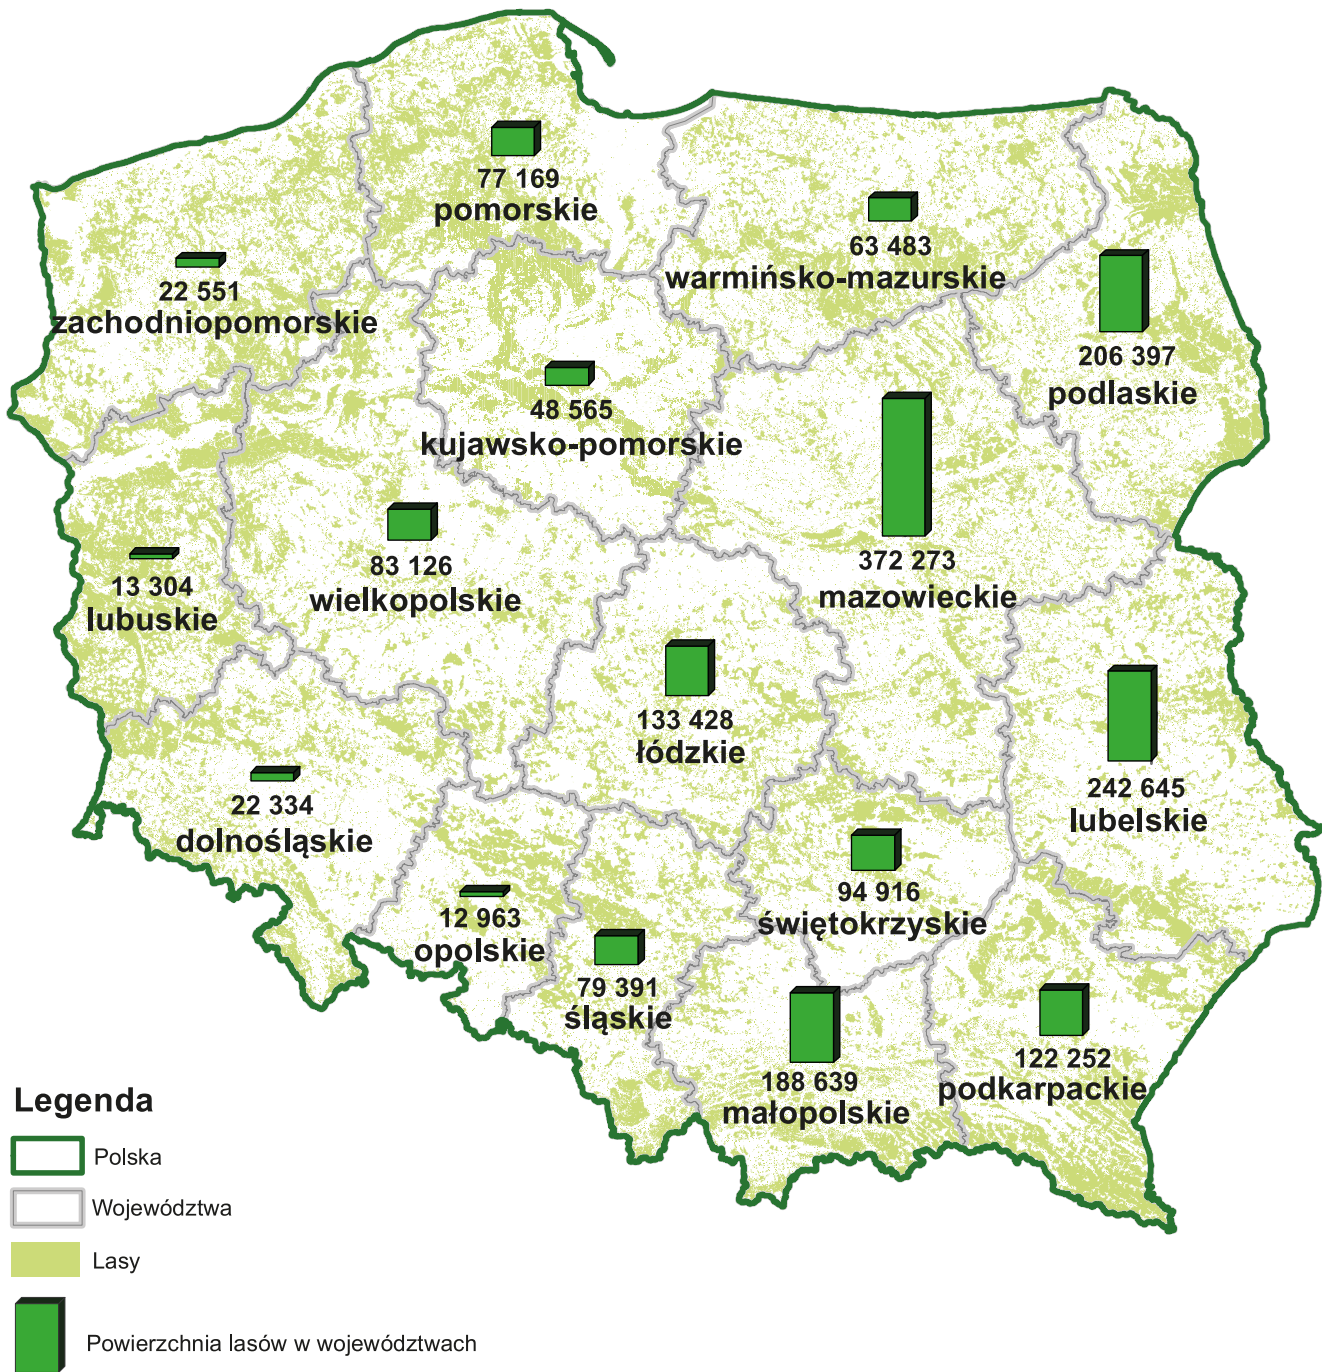 77 169
pomorskie
63 483
warmińsko-mazurskie
22 551
zachodniopomorskie
206 397
podlaskie
48 565
kujawsko-pomorskie
372 273
mazowieckie
83 126
wielkopolskie
13 304
lubuskie
133 428
łódzkie
242 645
lubelskie
22 334
dolnośląskie
94 916
świętokrzyskie
12 963
opolskie
79 391
śląskie
188 639
małopolskie
122 252
podkarpackie
Legenda
Polska
Województwa
Lasy
Powierzchnia lasów w województwach